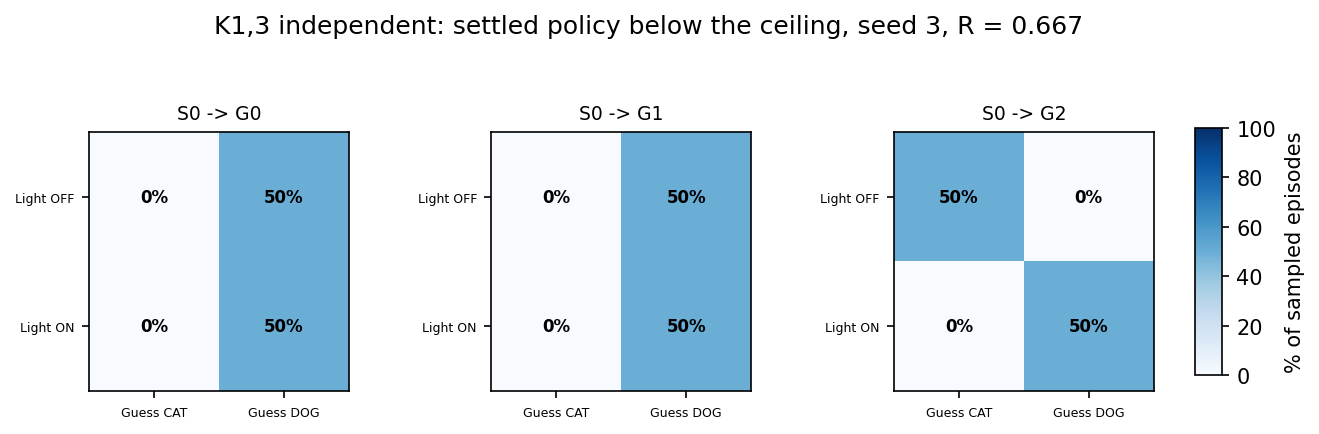 K1,3 independent: settled policy below the ceiling, seed 3, R = 0.667
S0 -> G0
S0 -> G1
S0 -> G2
Light OFF
0%
50%
Light ON
0%
50%
Guess CAT
Guess DOG
Light OFF
0%
50%
Light ON
0%
50%
Guess CAT
Guess DOG
Light OFF
50%
0%
Light ON
0%
50%
Guess CAT
Guess DOG
100
80
60
40
20
0
% of sampled episodes